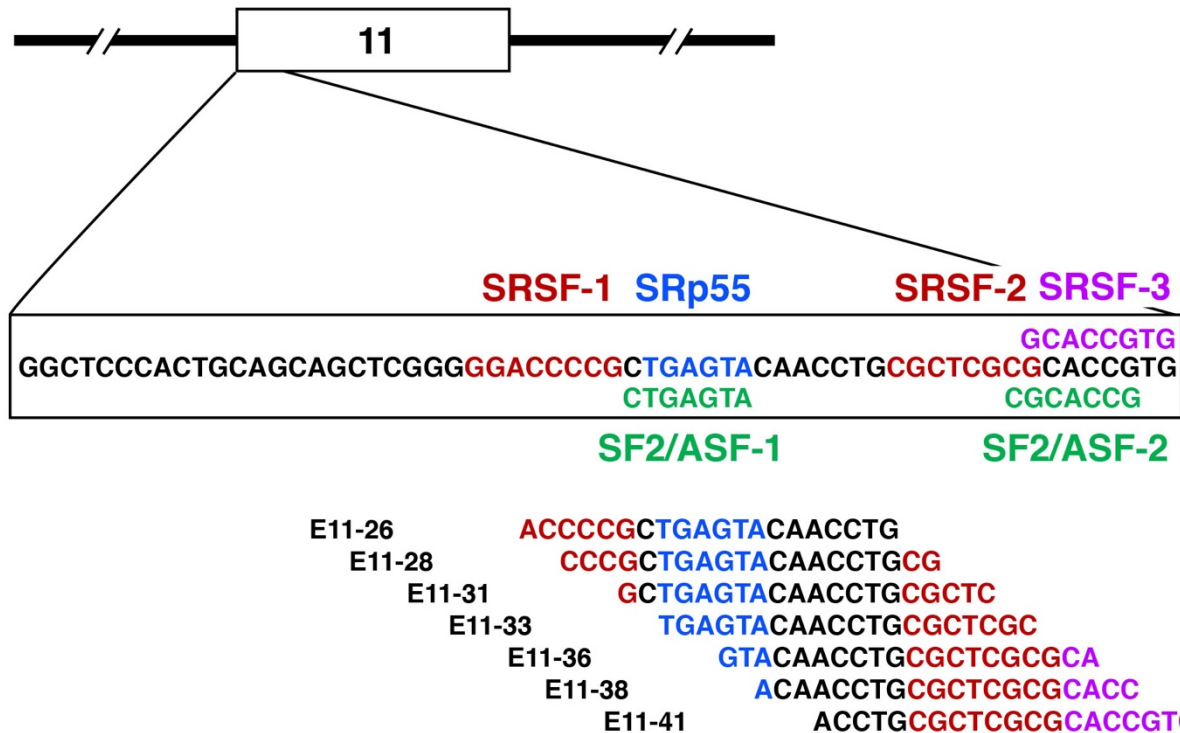 11
SRSF-1 SRp55 SRSF-2 SRSF-3
GCACCGTG
GGCTCCCACTGCAGCAGCTCGGGGGACCCCGCTGAGTACAACCTGCGCTCGCGCACCGTG
CTGAGTA CGCACCG
SF2/ASF-1 SF2/ASF-2
E11-26 ACCCCGCTGAGTACAACCTG
E11-28 CCCGCTGAGTACAACCTGCG
E11-31 GCTGAGTACAACCTGCGCTC
E11-33 TGAGTACAACCTGCGCTCGC
E11-36 GTACAACCTGCGCTCGCGCA
E11-38 ACAACCTGCGCTCGCGCACC
E11-41 ACCTGCGCTCGCGCACCGTG